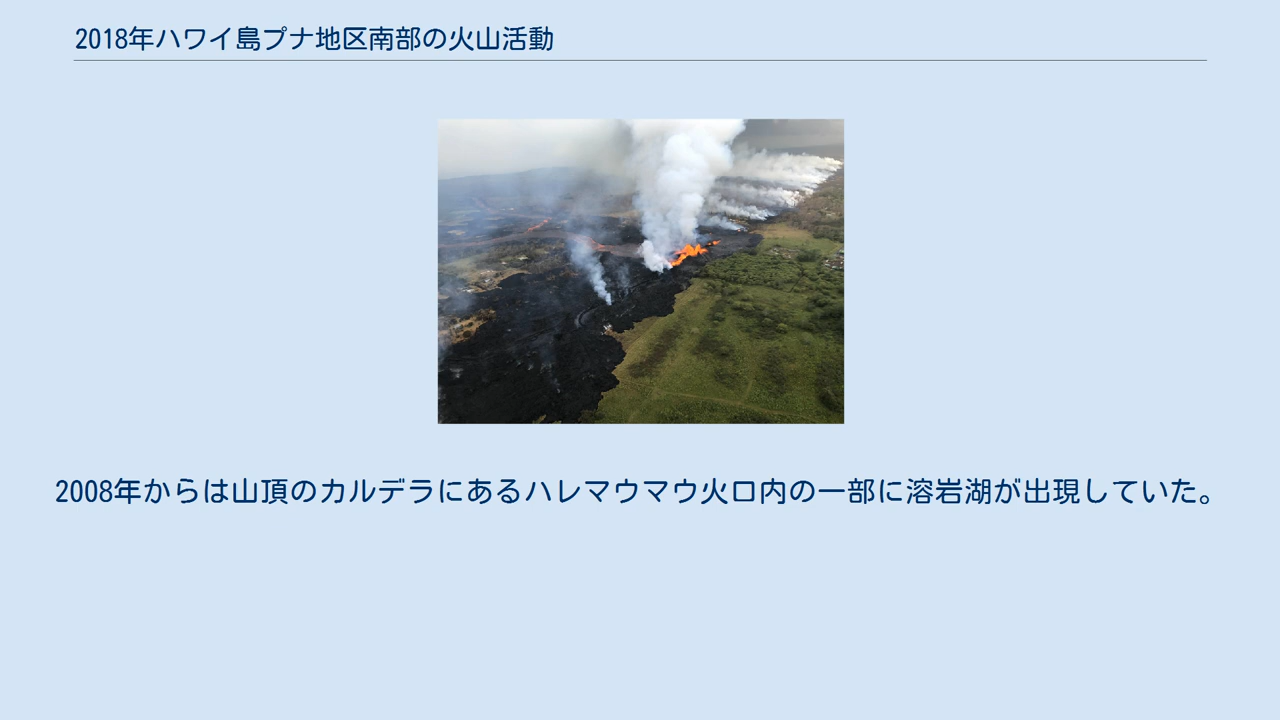 2018年ハワイ島プナ地区南部の火山活動
2008年からは山頂のカルデラにあるハレマウマウ火口内の一部に溶岩湖が出現していた。